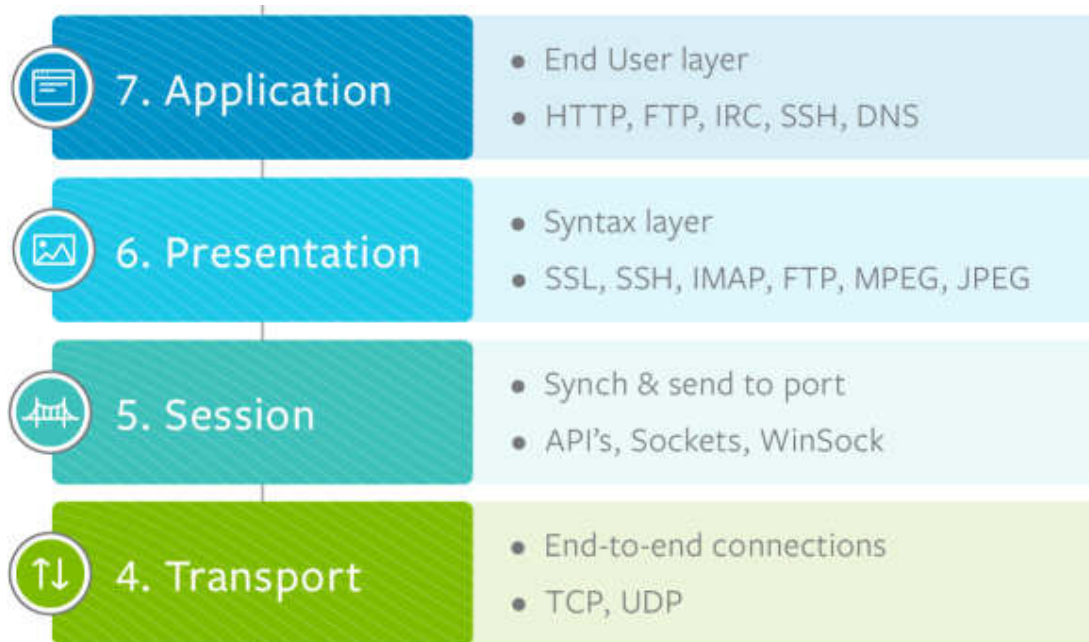 7. Application
• End User layer
• HTTP, FTP, IRC, SSH, DNS
6. Presentation
• Syntax layer
• SSL, SSH, IMAP, FTP, MPEG, JPEG
5. Session
• Synch & send to port
• API's, Sockets, WinSock
4. Transport
• End-to-end connections
• TCP, UDP